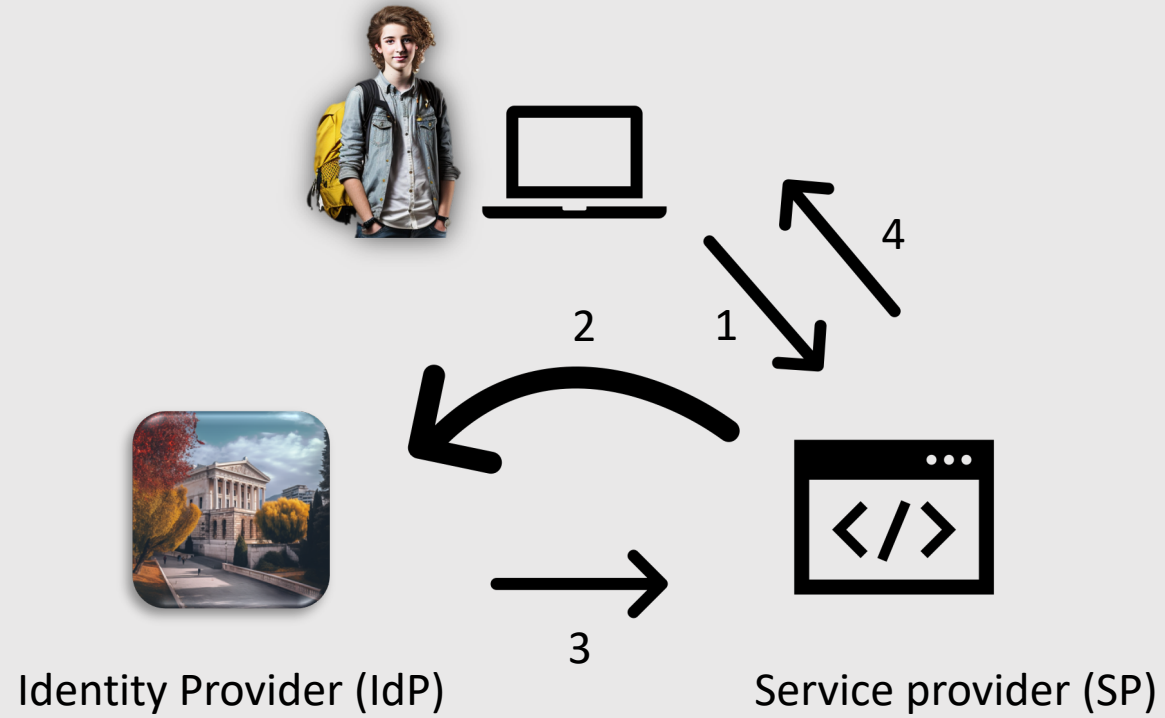 4
2
1
</>
3
Identity Provider (IdP)
Service provider (SP)